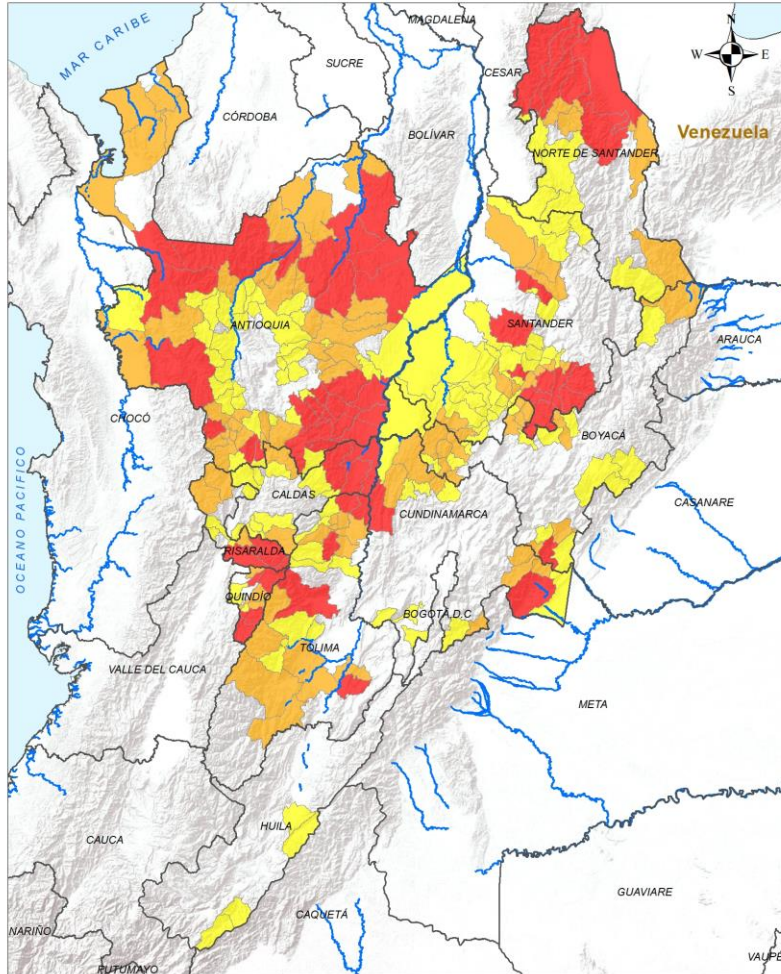 MAGDALENA
N
W E
S
MAR CARIBE
SUCRE
CESAR
CÓRDOBA
BOLÍVAR
Venezuela
NORTE DE SANTANDER
ANTIOQUIA
SANTANDER
ARAUCA
CHOCÓ
BOYACÁ
OCEANO PACIFICO
CALDAS
CASANARE
CUNDINAMARCA
RISARALDA
QUINDÍO
BOGOTÁ, D.C
TOLIMA
VALLE DEL CAUCA
META
HUILA
CAUCA
GUAVIARE
CAQUETÁ
NARIÑO
PUTUMAYO